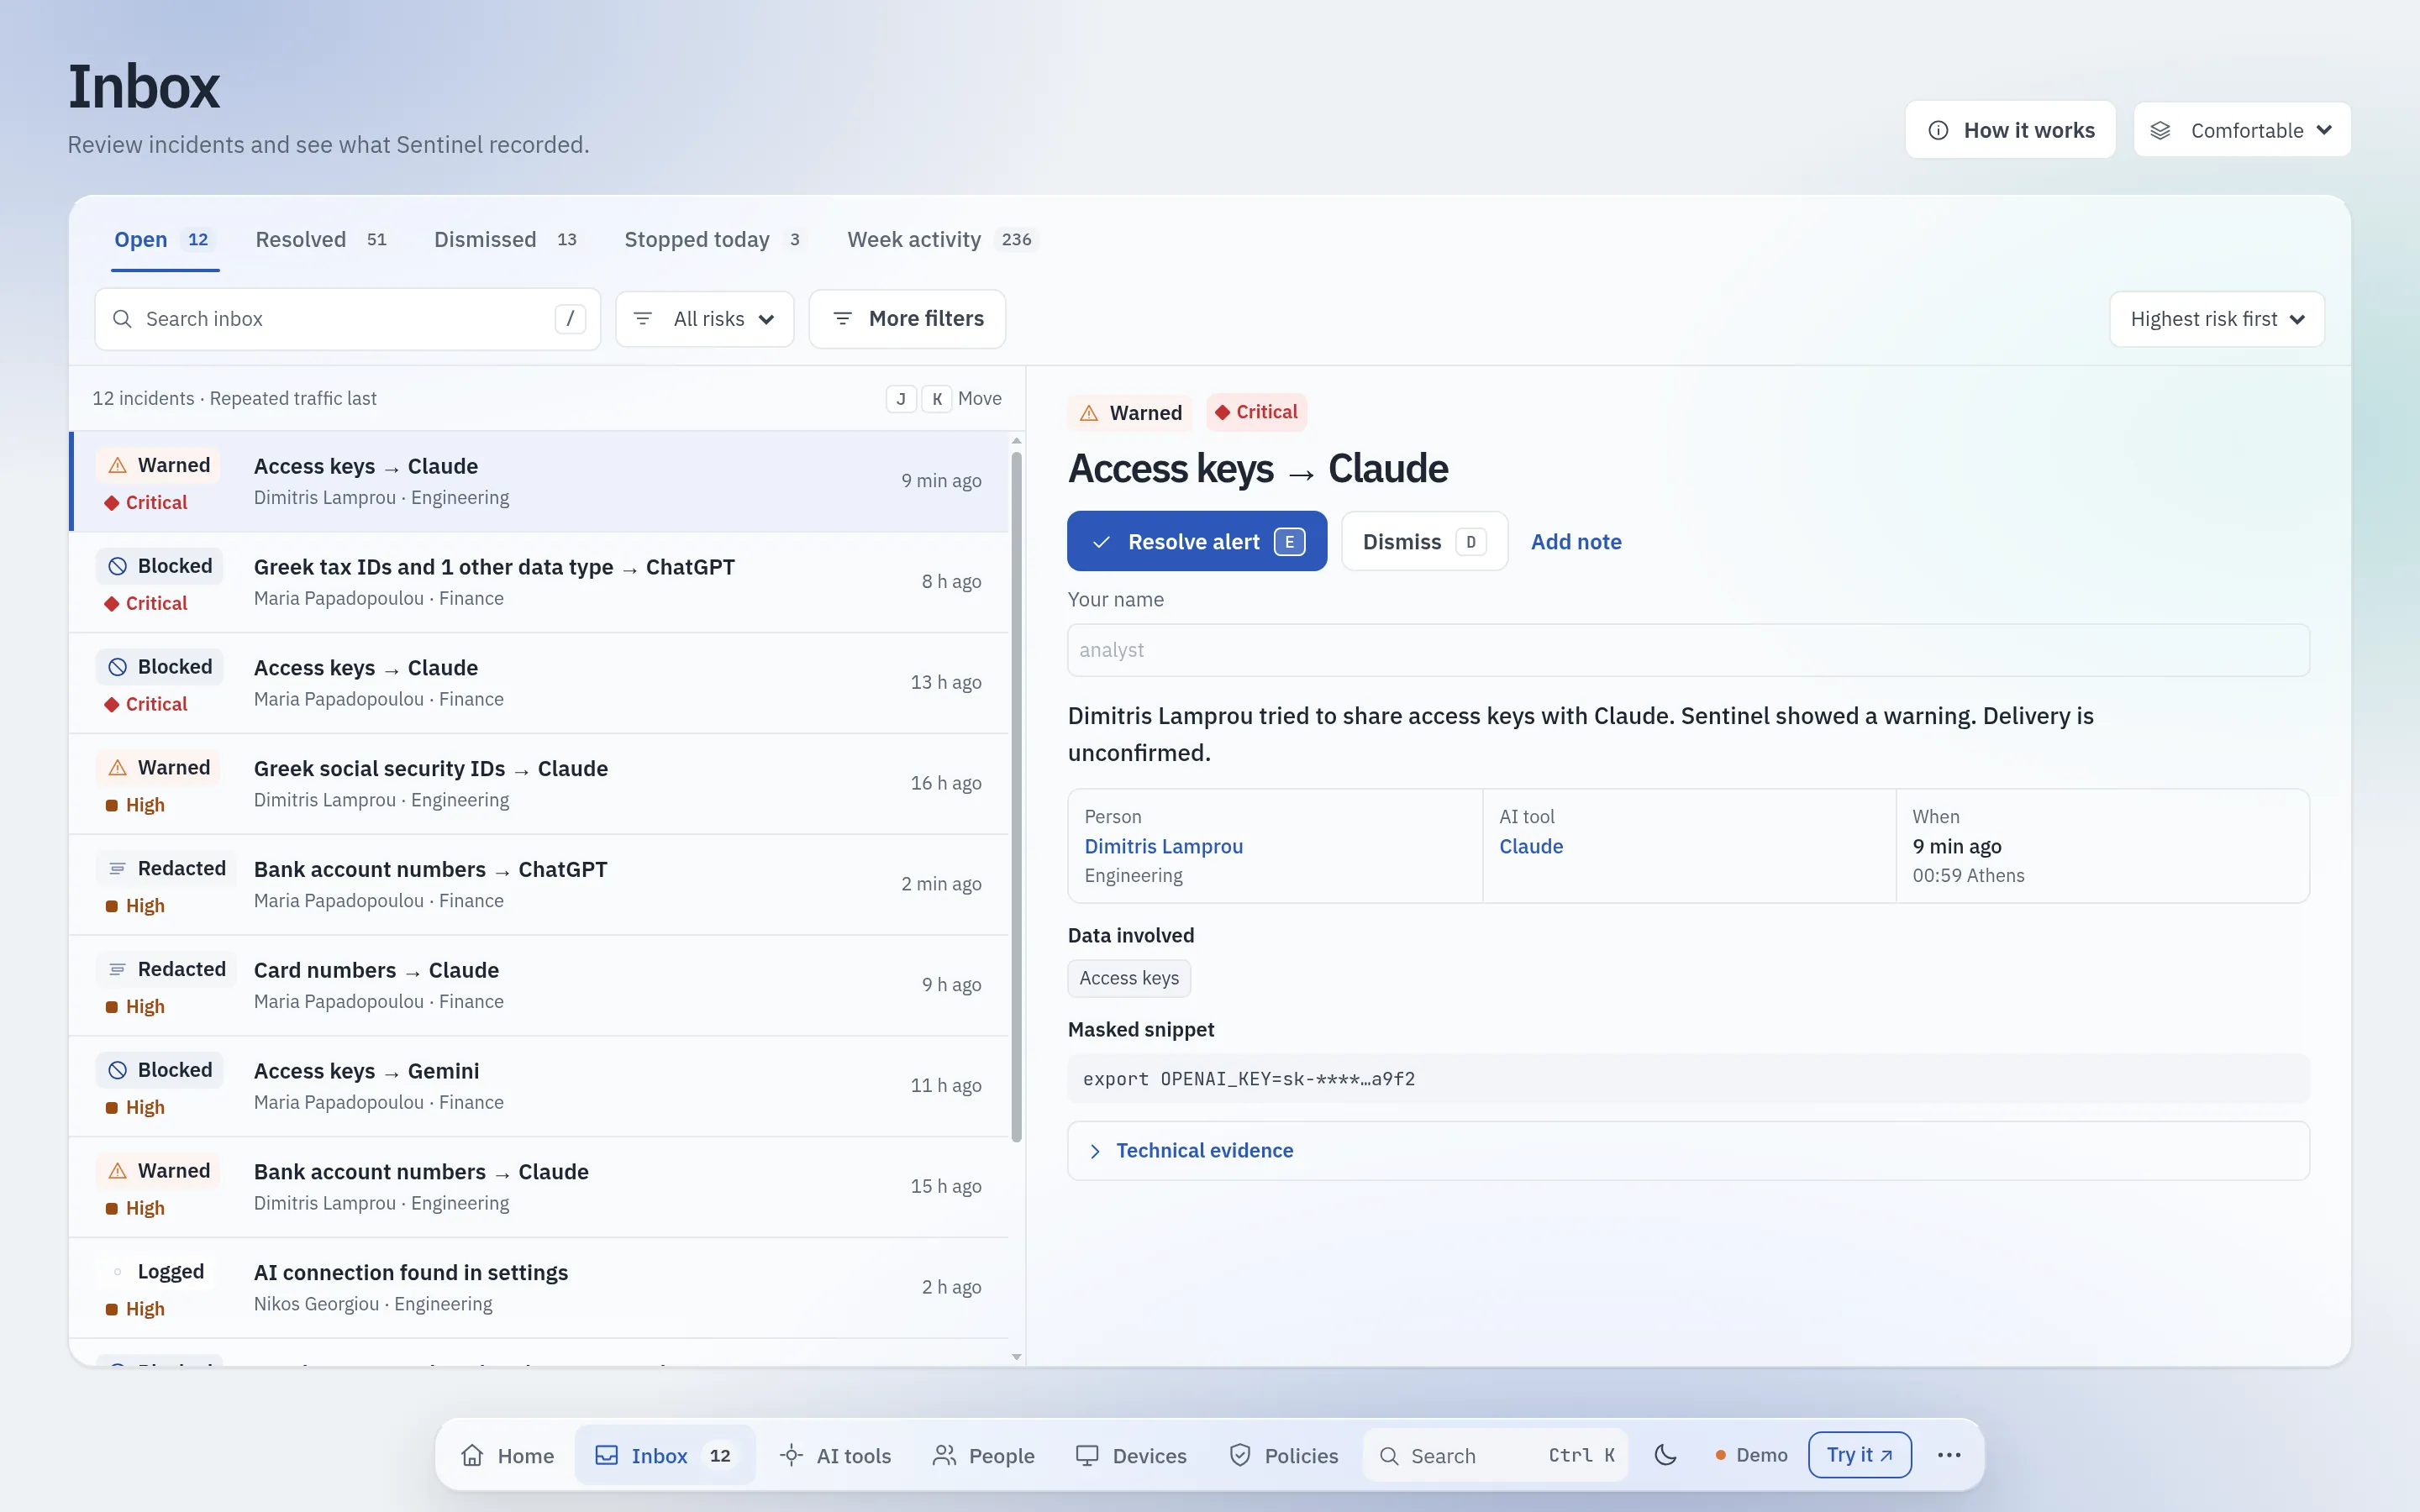 Inbox
Review incidents and see what Sentinel recorded.
How it works
Comfortable
Open 12 Resolved 51 Dismissed 13 Stopped today 3 Week activity 236
Search inbox /
All risks
More filters
Highest risk first
12 incidents · Repeated traffic last
J K Move
Warned
Critical
Access keys → Claude
Dimitris Lamprou · Engineering
9 min ago
Blocked
Critical
Greek tax IDs and 1 other data type → ChatGPT
Maria Papadopoulou · Finance
8 h ago
Blocked
Critical
Access keys → Claude
Maria Papadopoulou · Finance
13 h ago
Warned
High
Greek social security IDs → Claude
Dimitris Lamprou · Engineering
16 h ago
Redacted
High
Bank account numbers → ChatGPT
Maria Papadopoulou · Finance
2 min ago
Redacted
High
Card numbers → Claude
Maria Papadopoulou · Finance
9 h ago
Blocked
High
Access keys → Gemini
Maria Papadopoulou · Finance
11 h ago
Warned
High
Bank account numbers → Claude
Dimitris Lamprou · Engineering
15 h ago
Logged
High
AI connection found in settings
Nikos Georgiou · Engineering
2 h ago
Warned Critical
Access keys → Claude
Resolve alert E
Dismiss D
Add note
Your name
analyst
Dimitris Lamprou tried to share access keys with Claude. Sentinel showed a warning. Delivery is
unconfirmed.
Person
Dimitris Lamprou
Engineering
AI tool
Claude
When
9 min ago
00:59 Athens
Data involved
Access keys
Masked snippet
export OPENAI_KEY=sk-****…a9f2
Technical evidence
Home
Inbox 12
AI tools
People
Devices
Policies
Search Ctrl K
Demo
Try it ↗